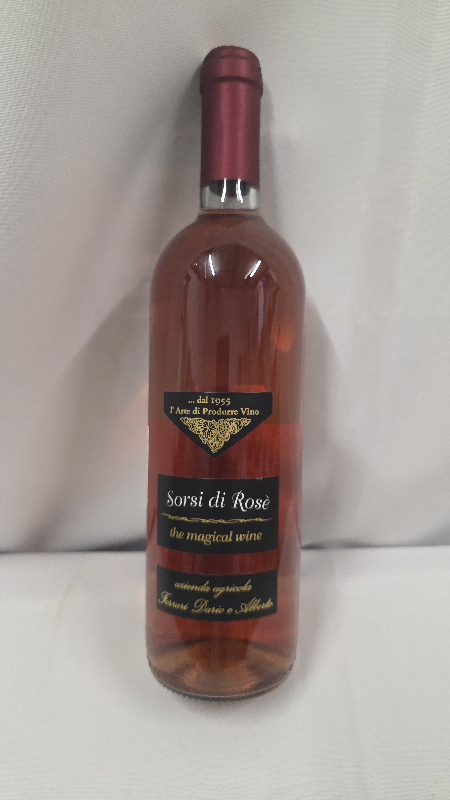 ... dal 1955
l'Arte di Produrre Vino
Sorsi di Rosè
the magical wine
azienda agricola
Ferrari Dario e Alberto